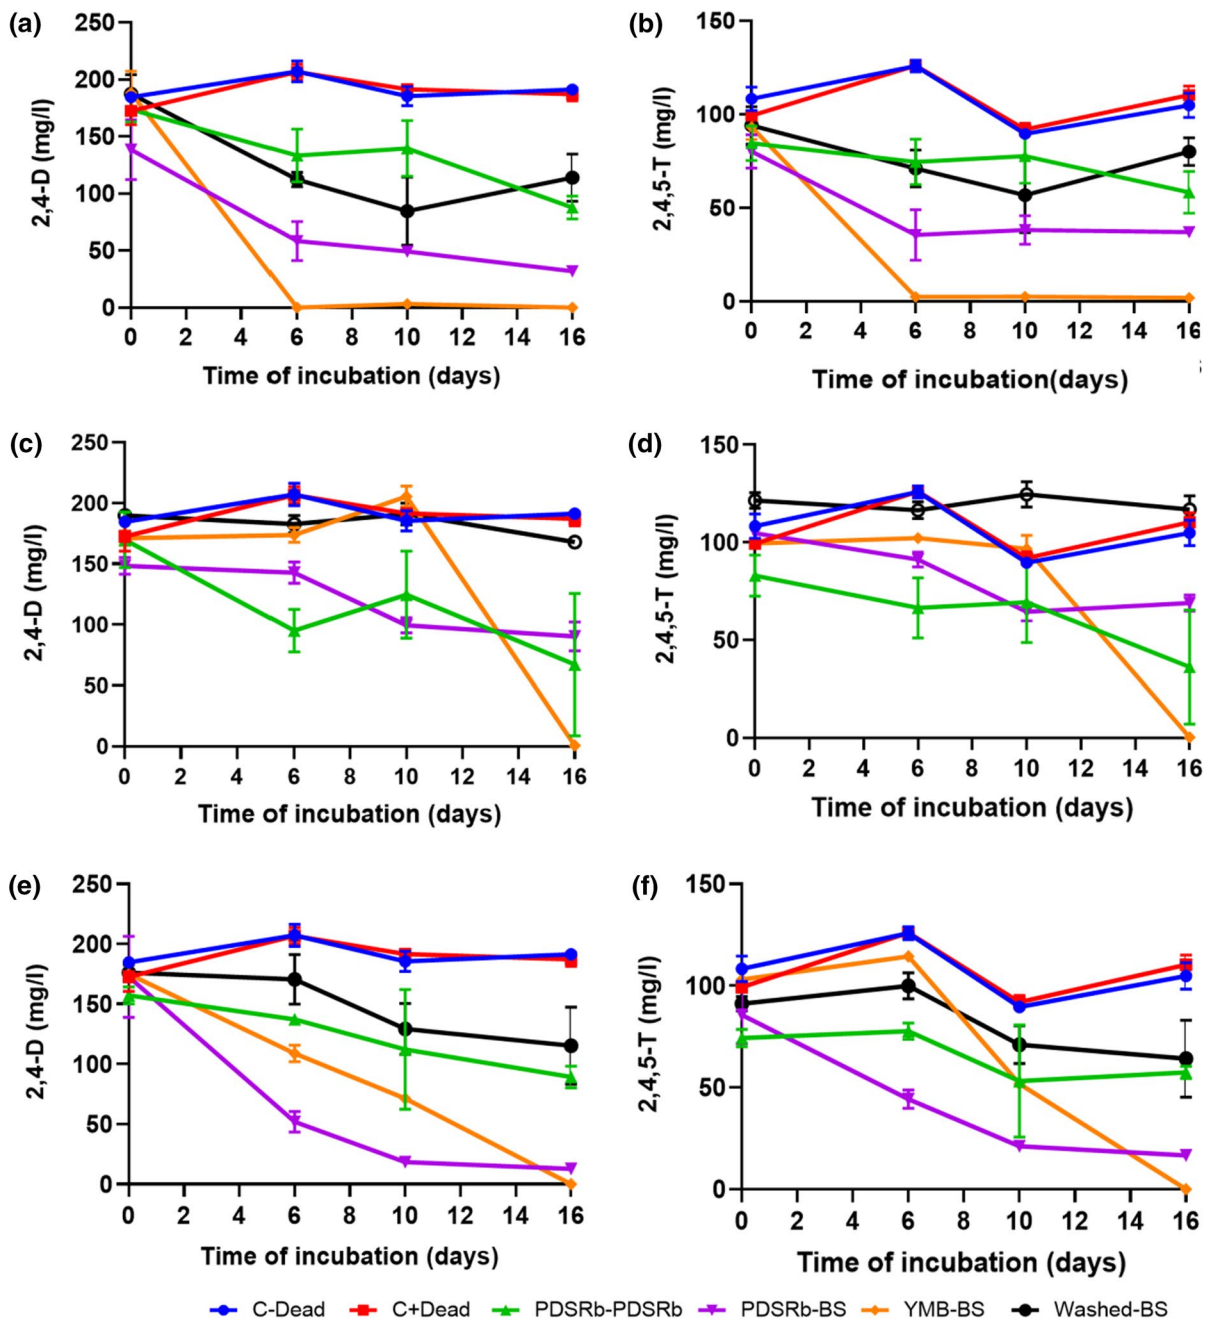 (a)
250
200
150
100
50
0
2,4-D (mg/l)
0 2 4 6 8 10 12 14 16
Time of incubation (days)
(b)
150
100
50
0
2,4,5-T (mg/l)
0 2 4 6 8 10 12 14 16
Time of incubation(days)
(c)
250
200
150
100
50
0
2,4-D (mg/l)
0 2 4 6 8 10 12 14 16
Time of incubation (days)
(d)
150
100
50
0
2,4,5-T (mg/l)
0 2 4 6 8 10 12 14 16
Time of incubation (days)
(e)
250
200
150
100
50
0
2,4-D (mg/l)
0 2 4 6 8 10 12 14 16
Time of incubation (days)
(f)
150
100
50
0
2,4,5-T (mg/l)
0 2 4 6 8 10 12 14 16
Time of incubation (days)
C-Dead C+Dead PDSRb-PDSRb PDSRb-BS YMB-BS Washed-BS